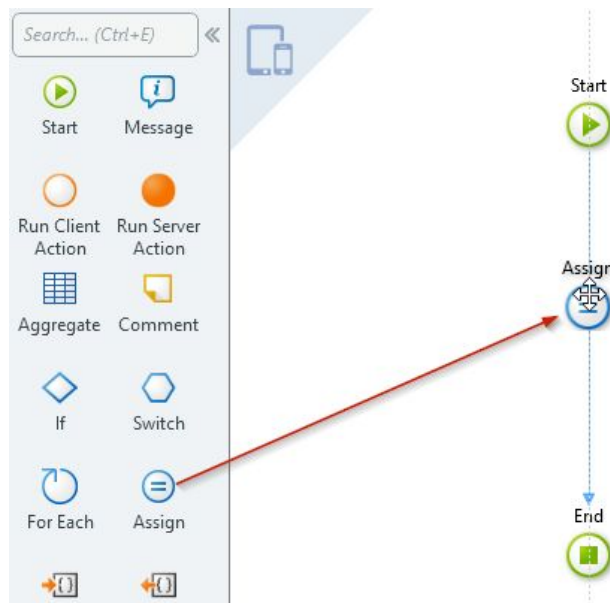 Search... (Ctrl+E)
Start
Message
Run Client
Action
Run Server
Action
Aggregate
Comment
If
Switch
For Each
Assign
Start
Assign
End